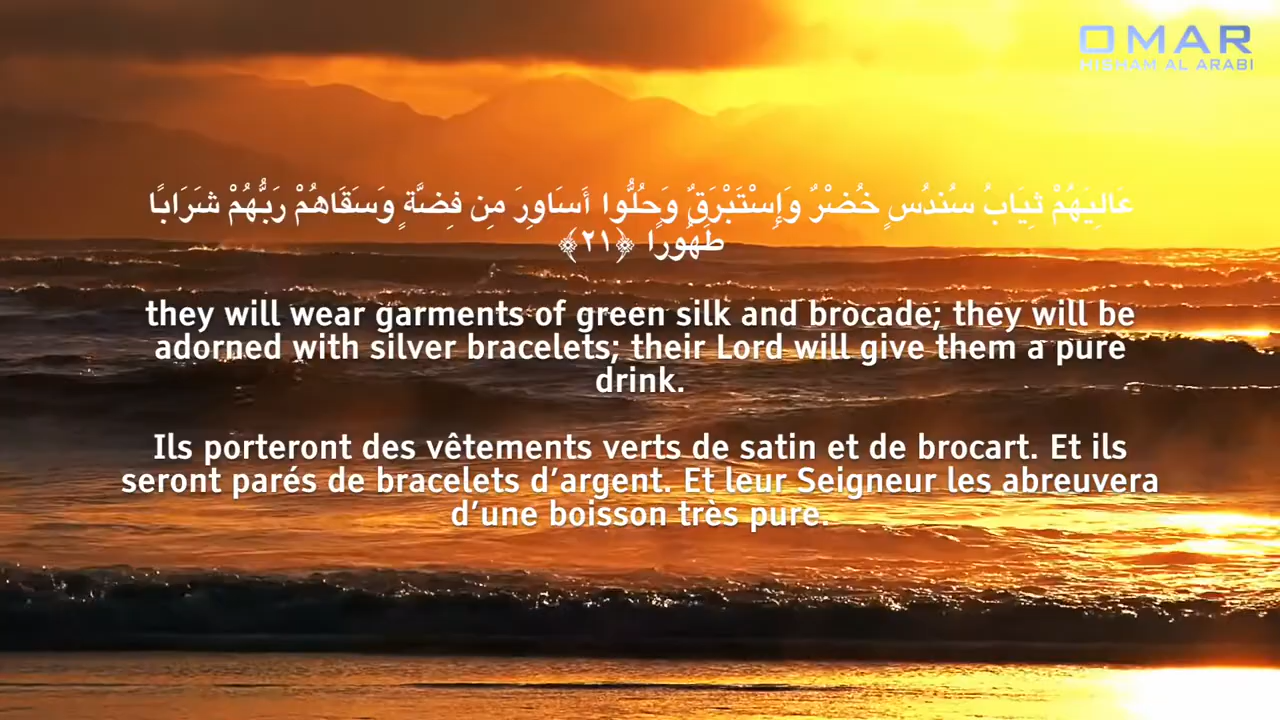 OMAR
HISHAM AL ARABI
عَالِيَهُمْ ثِيَابُ سُندُسٍ خُضْرٌ وَإِسْتَبْرَقٌ وَحُلُّوا أَسَاوِرَ مِن فِضَّةٍ وَسَقَاهُمْ رَبُّهُمْ شَرَابًا
طَهُورًا ﴿٢١﴾
they will wear garments of green silk and brocade; they will be
adorned with silver bracelets; their Lord will give them a pure
drink.
Ils porteront des vêtements verts de satin et de brocart. Et ils
seront parés de bracelets d’argent. Et leur Seigneur les abreuvera
d’une boisson très pure.